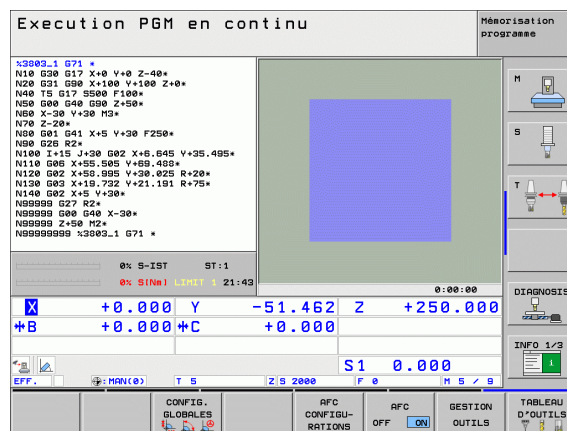 Execution PGM en continu
Mémorisation
programme
%3803_1 G71 *
N10 G30 G17 X+0 Y+0 Z-40*
N20 G31 G90 X+100 Y+100 Z+0*
N40 T5 G17 S500 F100*
N50 G00 G40 G90 Z+50*
N60 X-30 Y+30 M3*
N70 Z-20*
N80 G01 G41 X+5 Y+30 F250*
N90 G26 R2*
N100 I+15 J+30 G02 X+6.645 Y+35.495*
N110 G06 X+55.505 Y+69.488*
N120 G02 X+58.995 Y+30.025 R+20*
N130 G03 X+19.732 Y+21.191 R+75*
N140 G02 X+5 Y+30*
N99999 G27 R2*
N99999 G00 G40 X-30*
N99999 Z+50 M2*
N99999999 %3803_1 G71 *
0% S-IST ST:1
0% S[Nm] LIMIT 1 21:43
0:00:00
X +0.000 Y -51.462 Z +250.000
B +0.000 C +0.000
S1 0.000
EFF. MAN(0) T 5 Z S 2000 F 0 M 5 / 9
M
S
T
DIAGNOSIS
INFO 1/3
1
CONFIG.
GLOBALES
AFC
CONFIGU-
RATIONS
AFC
OFF ON
GESTION
OUTILS
TABLEAU
D'OUTILS